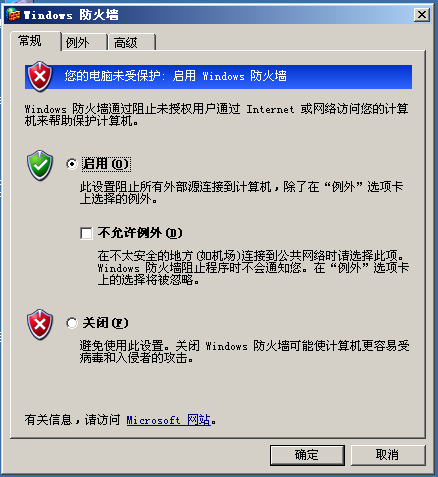 Windows 防火墙
常规 例外 高级
您的电脑未受保护: 启用 Windows 防火墙
Windows 防火墙通过阻止未授权用户通过 Internet 或网络访问您的计算
机来帮助保护计算机。
启用(O)
此设置阻止所有外部源连接到计算机，除了在“例外”选项卡
上选择的例外。
不允许例外(D)
在不太安全的地方(如机场)连接到公共网络时请选择此项。
Windows 防火墙阻止程序时不会通知您。在“例外”选项卡
上的选择将被忽略。
关闭(F)
避免使用此设置。关闭 Windows 防火墙可能使计算机更容易受
病毒和入侵者的攻击。
有关信息，请访问 Microsoft 网站。
确定 取消